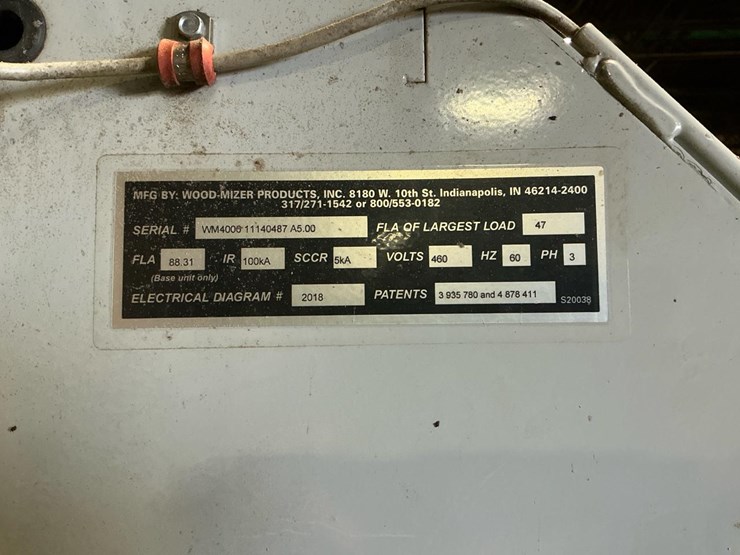 MFG BY: WOOD-MIZER PRODUCTS, INC. 8180 W. 10th St. Indianapolis, IN 46214-2400
317/271-1542 or 800/553-0182
SERIAL # WM4006 11140487 A5.00 FLA OF LARGEST LOAD 47
FLA 88.31 IR 100kA SCCR 5kA VOLTS 460 HZ 60 PH 3
(Base unit only)
ELECTRICAL DIAGRAM # 2018 PATENTS 3 935 780 and 4 878 411 S20038